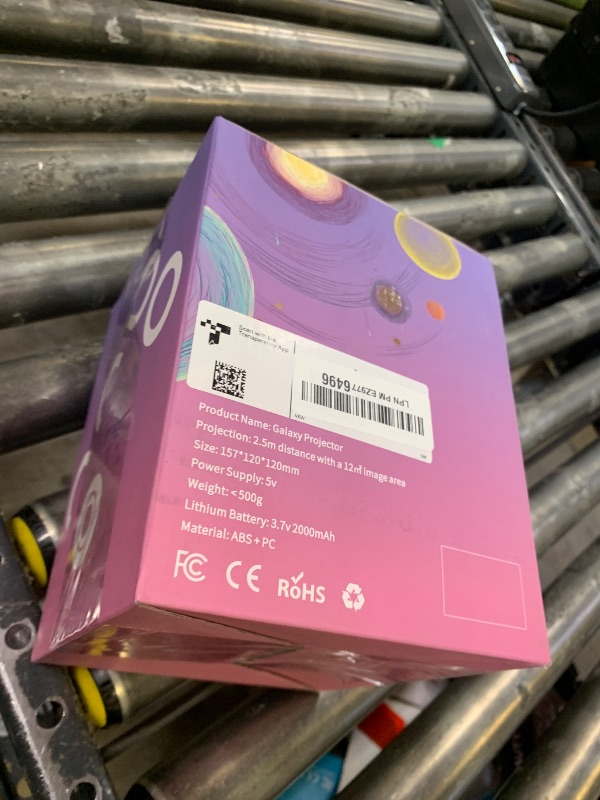 Scan with the
Transparency App
LPN PM EZ9776496
NEW
Product Name: Galaxy Projector
Projection: 2.5m distance with a 12㎡ image area
Size: 157*120*120mm
Power Supply: 5v
Weight: <500g
Lithium Battery: 3.7v 2000mAh
Material: ABS + PC
FC CE RoHS